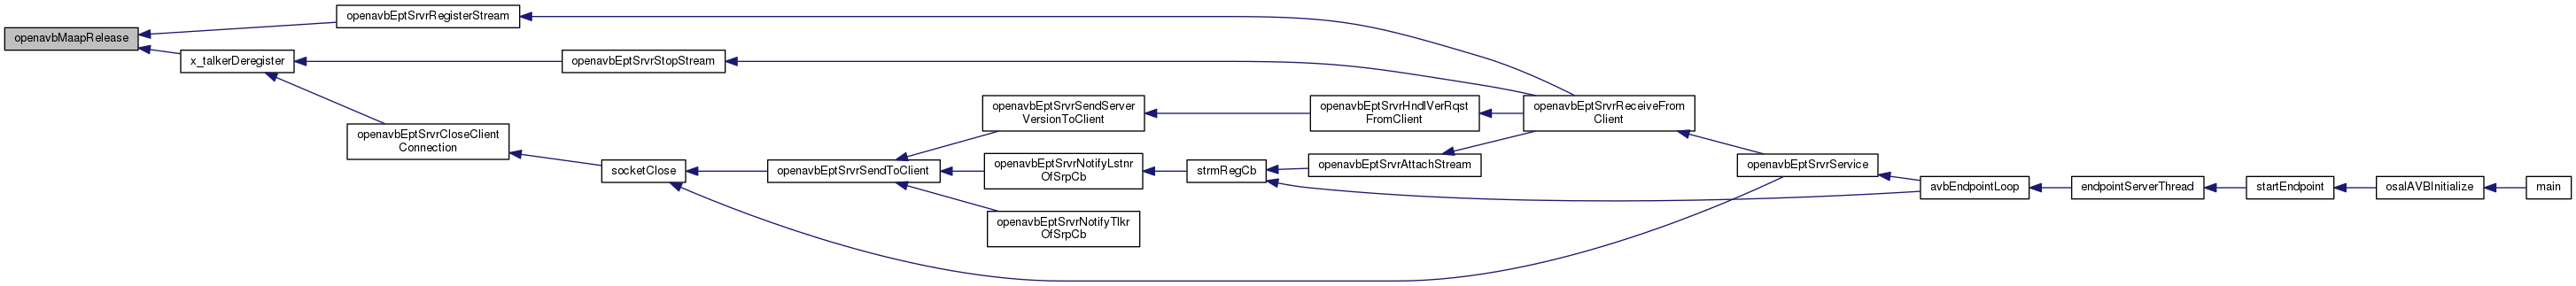 openavbMaapRelease
openavbEptSrvrRegisterStream
x_talkerDeregister
openavbEptSrvrStopStream
openavbEptSrvrCloseClient
Connection
socketClose
openavbEptSrvrSendToClient
openavbEptSrvrSendServer
VersionToClient
openavbEptSrvrNotifyLstnr
OfSrpCb
openavbEptSrvrNotifyTlkr
OfSrpCb
strmRegCb
openavbEptSrvrHndlVerRqst
FromClient
openavbEptSrvrAttachStream
openavbEptSrvrReceiveFrom
Client
openavbEptSrvrService
avbEndpointLoop
endpointServerThread
startEndpoint
osalAVBInitialize
main